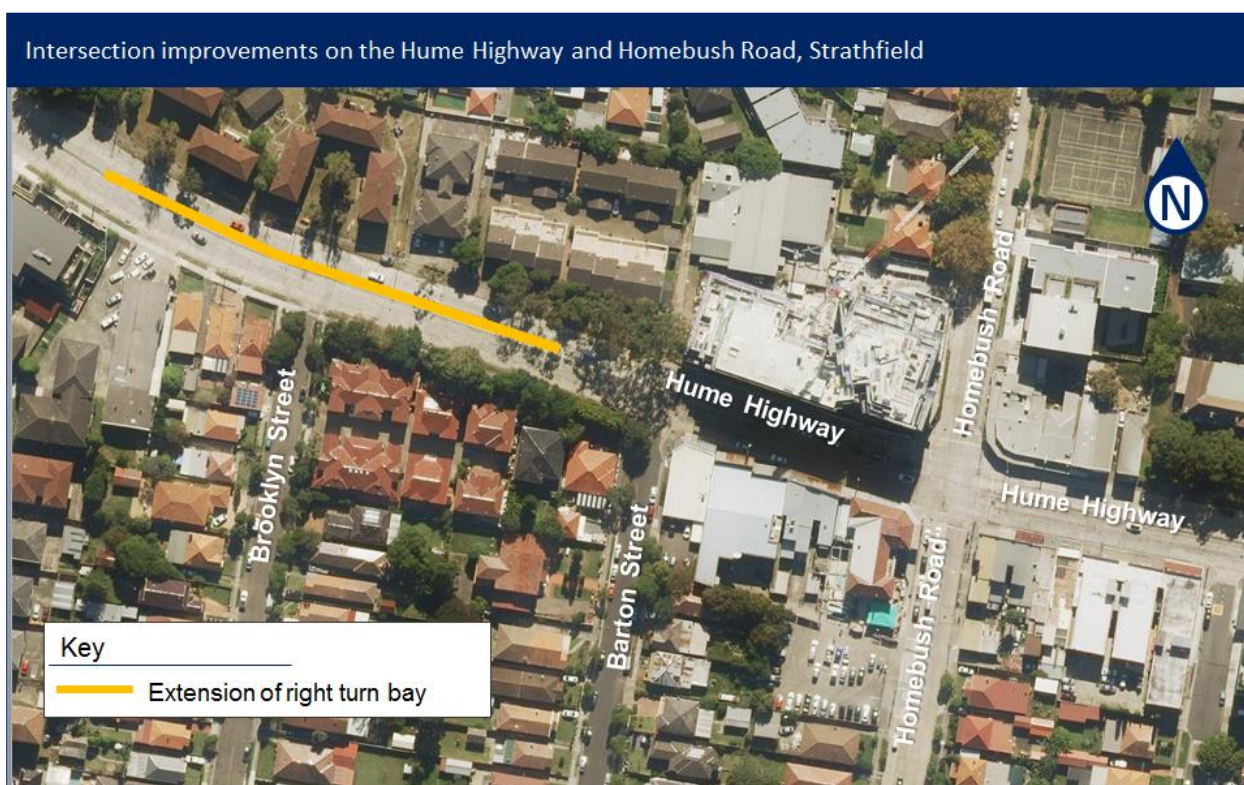 Intersection improvements on the Hume Highway and Homebush Road, Strathfield
N
Homebush Road
Hume Highway
Hume Highway
Brooklyn Street
Barton Street
Homebush Road
Key
Extension of right turn bay